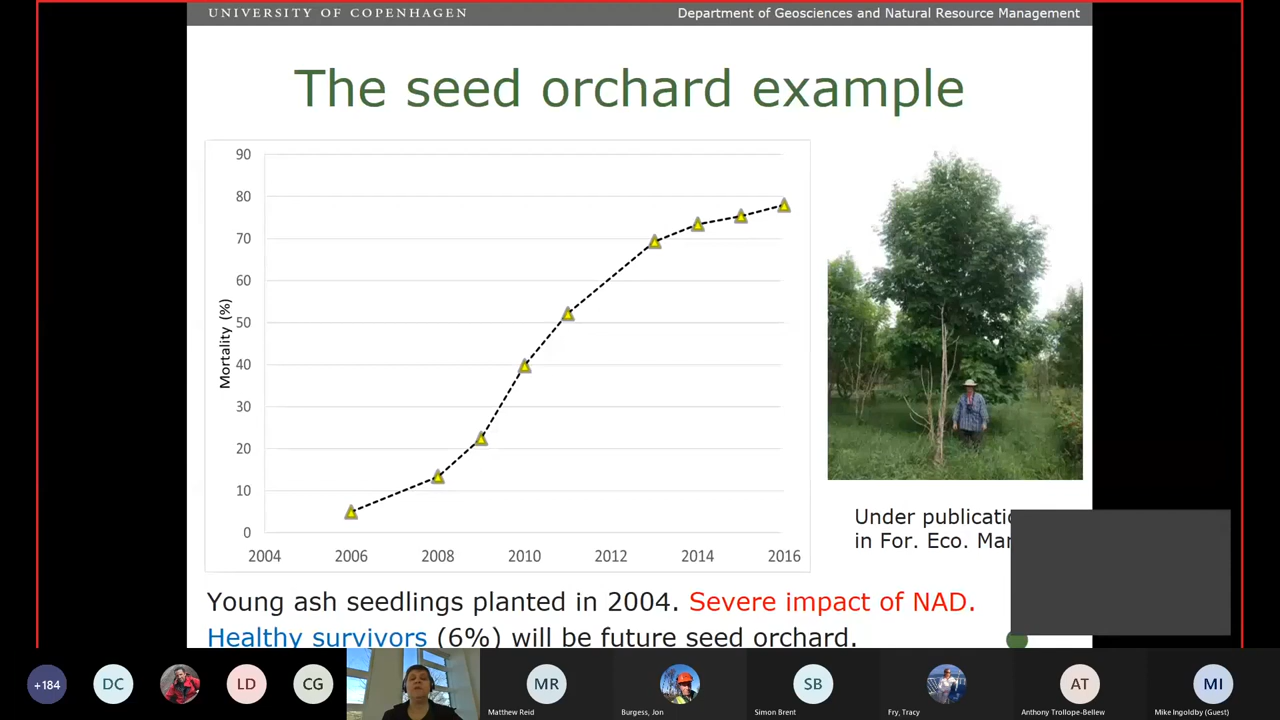 UNIVERSITY OF COPENHAGEN
Department of Geosciences and Natural Resource Management
The seed orchard example
90
80
70
60
50
40
30
20
10
0
Mortality (%)
2004 2006 2008 2010 2012 2014 2016
Under publicati
in For. Eco. Ma
Young ash seedlings planted in 2004. Severe impact of NAD.
Healthy survivors (6%) will be future seed orchard.
+184 DC LD CG MR SB AT MI
Matthew Reid Burgess, Jon Simon Brent Fry, Tracy Anthony Trollope-Bellew Mike Ingoldby (Guest)